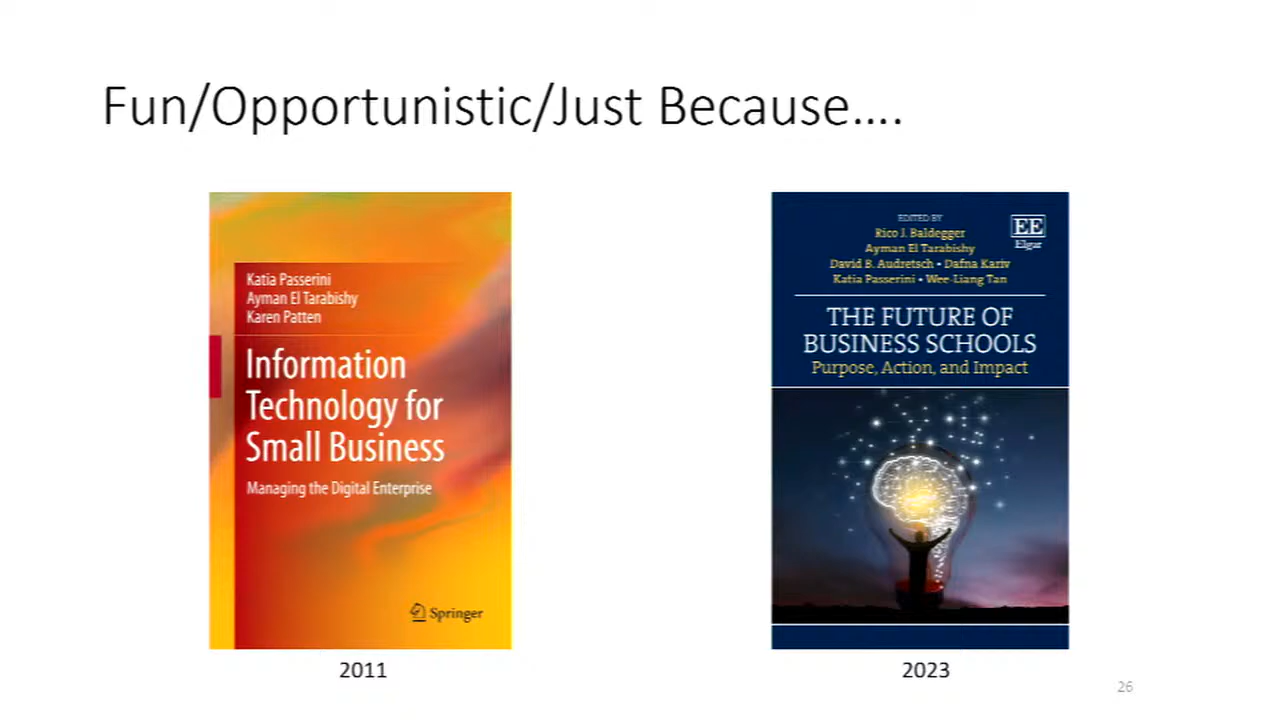 Fun/Opportunistic/Just Because....
Katia Passerini
Ayman El Tarabishy
Karen Patten
Information
Technology for
Small Business
Managing the Digital Enterprise
Springer
2011
EDITED BY
Rico J. Baldegger
Ayman El Tarabishy
David B. Audretsch • Dafna Kariv
Katia Passerini • Wee-Liang Tan
EE
Elgar
THE FUTURE OF
BUSINESS SCHOOLS
Purpose, Action, and Impact
2023
26